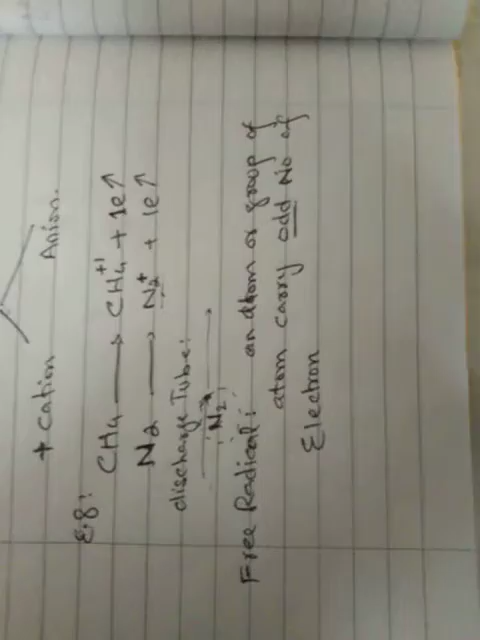 + Cation Anion.
E.g:
CH4 ⟶ CH4⁺¹ + 1e↑
N2 ⟶ N2⁺ + 1e↑
discharge Tube:
N2
Free Radical: an atom or group of
atom carry odd No of
Electron